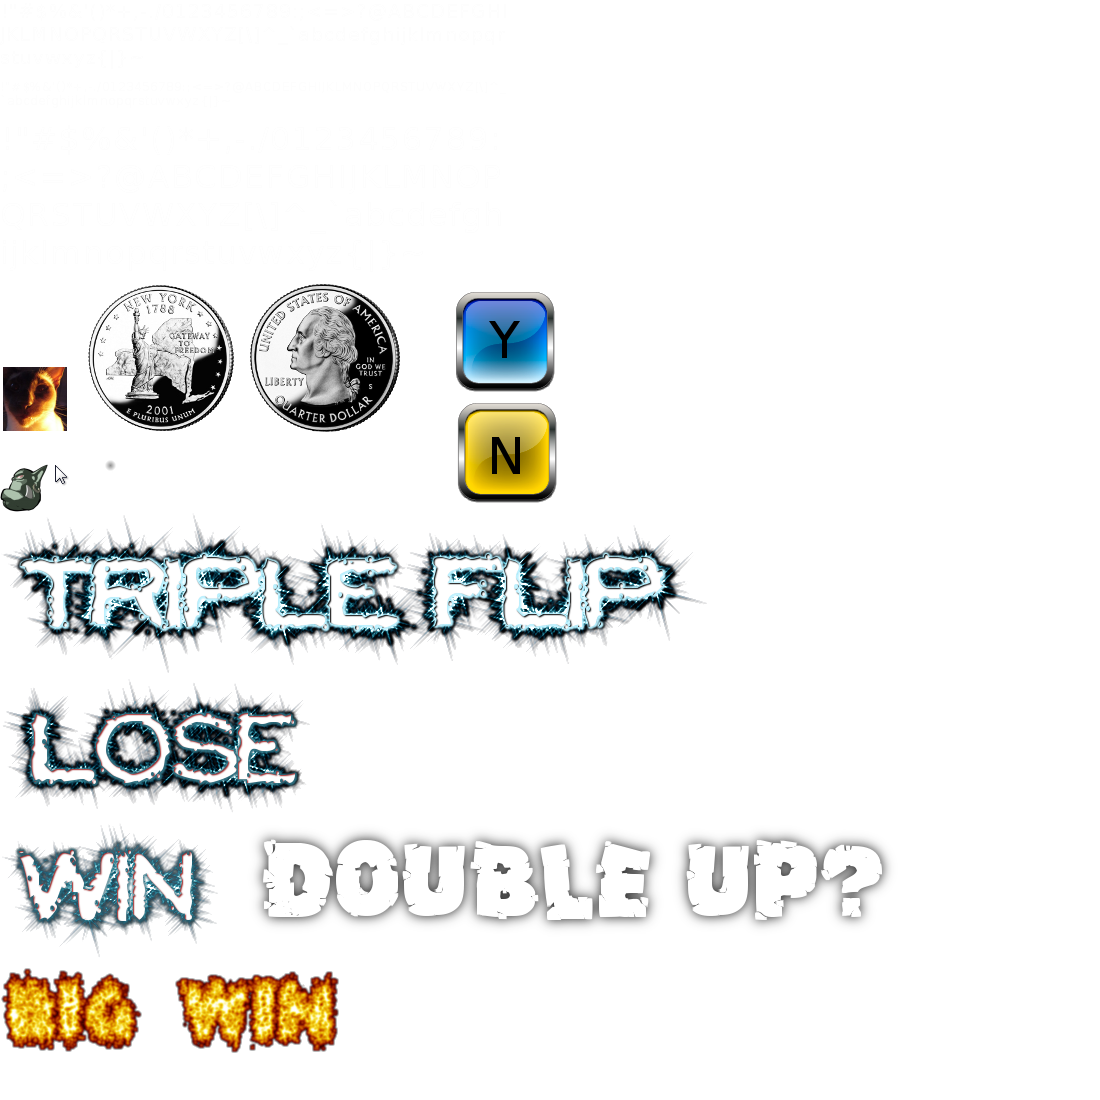 NEW YORK
1788
GATEWAY
TO
FREEDOM
2001
E PLURIBUS UNUM
UNITED STATES OF AMERICA
IN
GOD WE
TRUST
LIBERTY
S
QUARTER DOLLAR
Y
N
TRIPLE FLIP
LOSE
WIN
DOUBLE UP?
BIG WIN